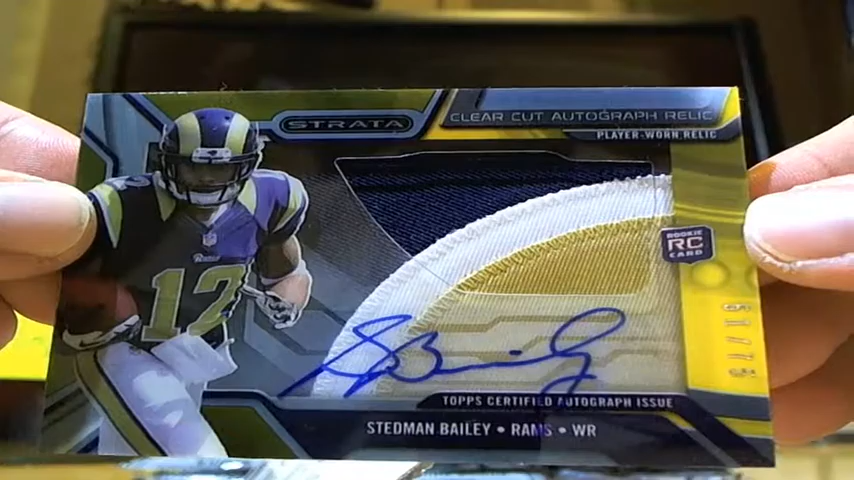 STRATA
CLEAR CUT AUTOGRAPH RELIC
PLAYER-WORN RELIC
ROOKIE
RC
CARD
12
TOPPS CERTIFIED AUTOGRAPH ISSUE
STEDMAN BAILEY • RAMS • WR